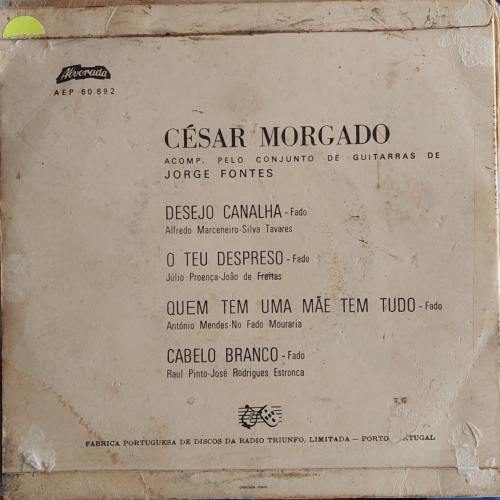 Alvorada
AEP 60 892
CÉSAR MORGADO
ACOMP. PELO CONJUNTO DE GUITARRAS DE
JORGE FONTES
DESEJO CANALHA - Fado
Alfredo Marceneiro-Silva Tavares
O TEU DESPRESO - Fado
Júlio Proença-João de Freitas
QUEM TEM UMA MÃE TEM TUDO - Fado
António Mendes-No Fado Mouraria
CABELO BRANCO - Fado
Raul Pinto-José Rodrigues Estronca
FABRICA PORTUGUESA DE DISCOS DA RADIO TRIUNFO, LIMITADA — PORTO